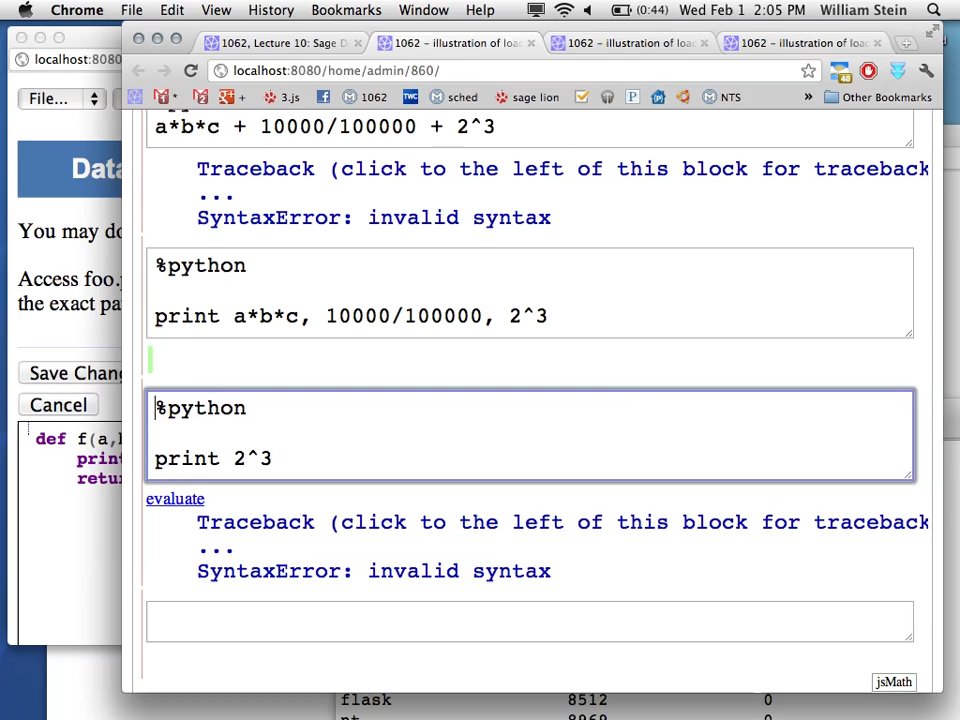 Chrome File Edit View History Bookmarks Window Help (0:44) Wed Feb 1 2:05 PM William Stein
1062, Lecture 10: Sage D
1062 – illustration of loa
1062 – illustration of loa
1062 – illustration of loa
localhost:8080
localhost:8080/home/admin/860/
48
1062
sched
3.js
sage lion
NTS
» Other Bookmarks
File...
a*b*c + 10000/100000 + 2^3
Data
Traceback (click to the left of this block for traceback
...
SyntaxError: invalid syntax
You may do
Access foo.
the exact pa
%python
print a*b*c, 10000/100000, 2^3
Save Chan
Cancel
def f(a,
print
retur
%python
print 2^3
evaluate
Traceback (click to the left of this block for traceback
...
SyntaxError: invalid syntax
jsMath
flask 8512 0